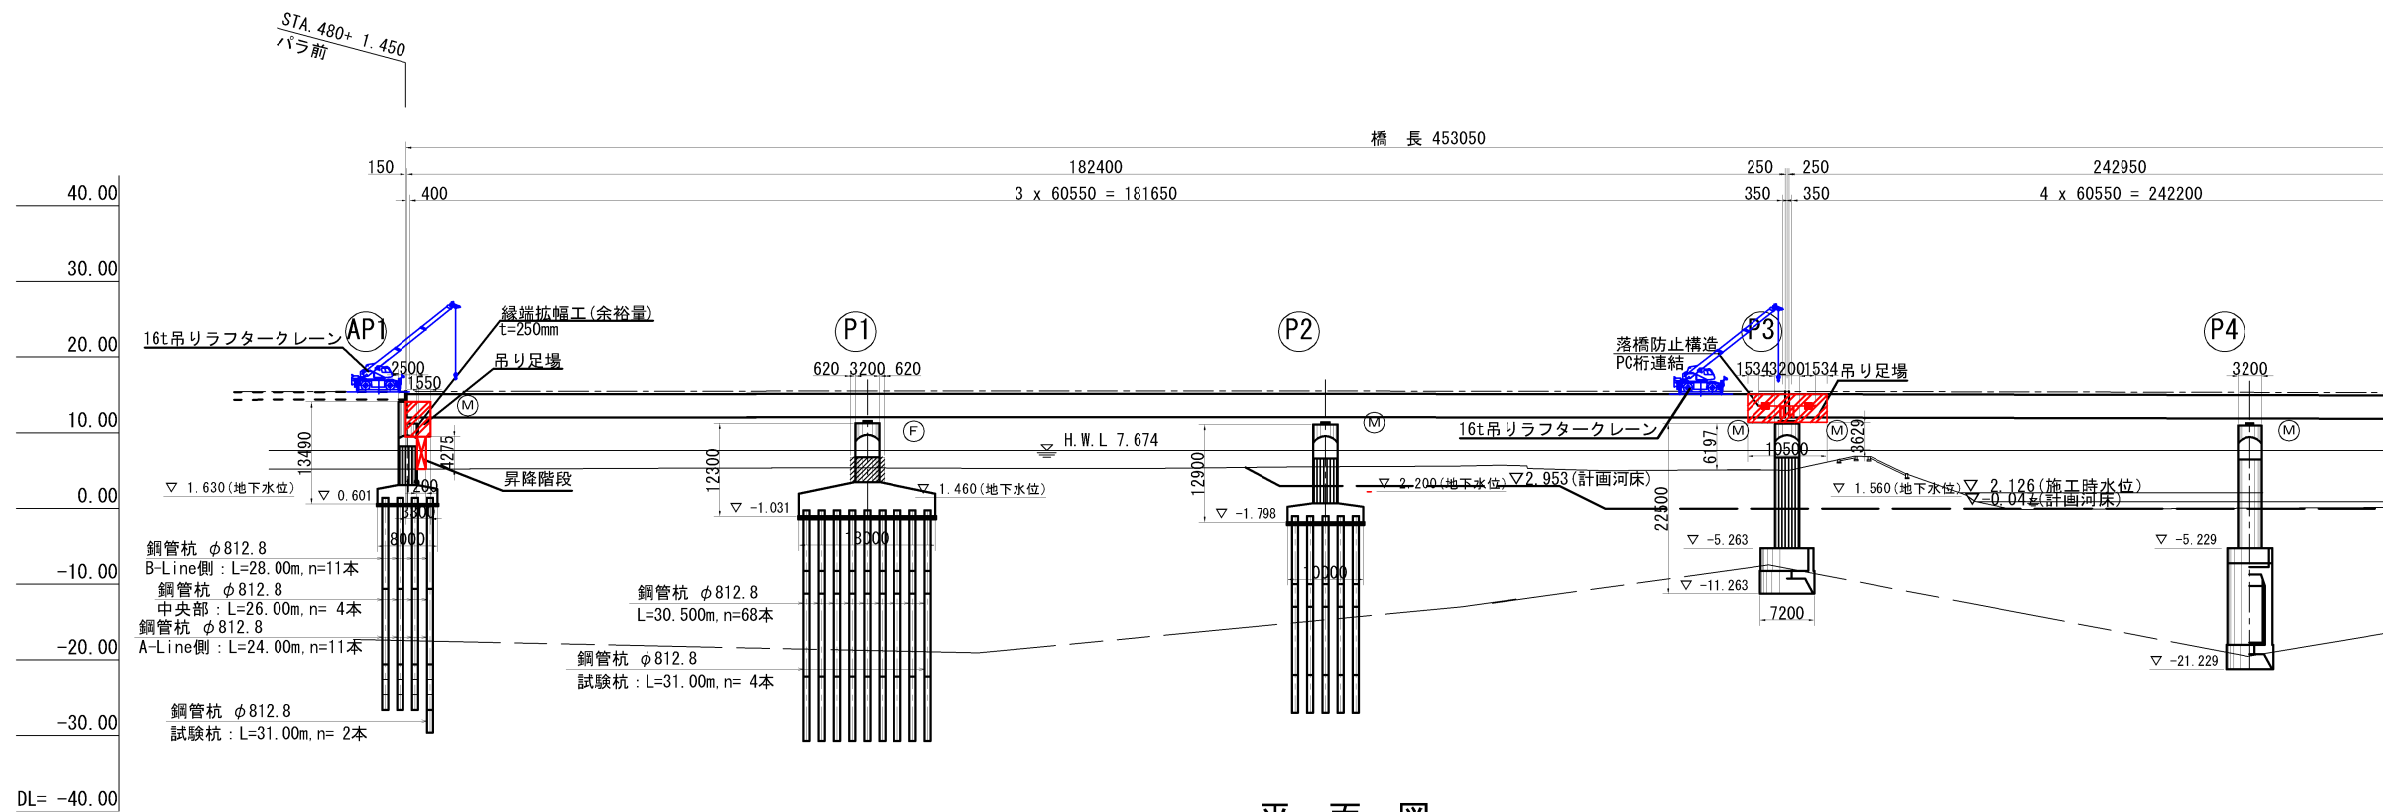 STA. 480+ 1.450
パラ前
橋 長 453050
150
182400
250
250
242950
400
3 x 60550 = 181650
350
350
4 x 60550 = 242200
40.00
30.00
20.00
10.00
0.00
-10.00
-20.00
-30.00
DL= -40.00
AP1
P1
P2
P3
P4
16t吊りラフタークレーン
縁端拡幅工(余裕量)
t=250mm
吊り足場
2500
1550
M
13490
4275
昇降階段
▽ 1.630(地下水位)
▽ 0.601
1200
3300
8000
鋼管杭 φ812.8
B-Line側：L=28.00m,n=11本
鋼管杭 φ812.8
中央部：L=26.00m,n= 4本
鋼管杭 φ812.8
A-Line側：L=24.00m,n=11本
鋼管杭 φ812.8
試験杭：L=31.00m,n= 2本
620
3200
620
F
12300
▽ 1.460(地下水位)
▽ -1.031
18000
鋼管杭 φ812.8
L=30.500m,n=68本
鋼管杭 φ812.8
試験杭：L=31.00m,n= 4本
H.W.L 7.674
M
12900
▽ -1.798
10000
▽ 2.200(地下水位)
▽2.953(計画河床)
落橋防止構造
PC桁連結
1534
3200
1534
吊り足場
16t吊りラフタークレーン
M
M
6197
3629
10500
22500
▽ 1.560(地下水位)
▽ 2.126(施工時水位)
▽-0.047(計画河床)
▽ -5.263
▽ -11.263
7200
3200
M
▽ -5.229
▽ -21.229
平 面 図